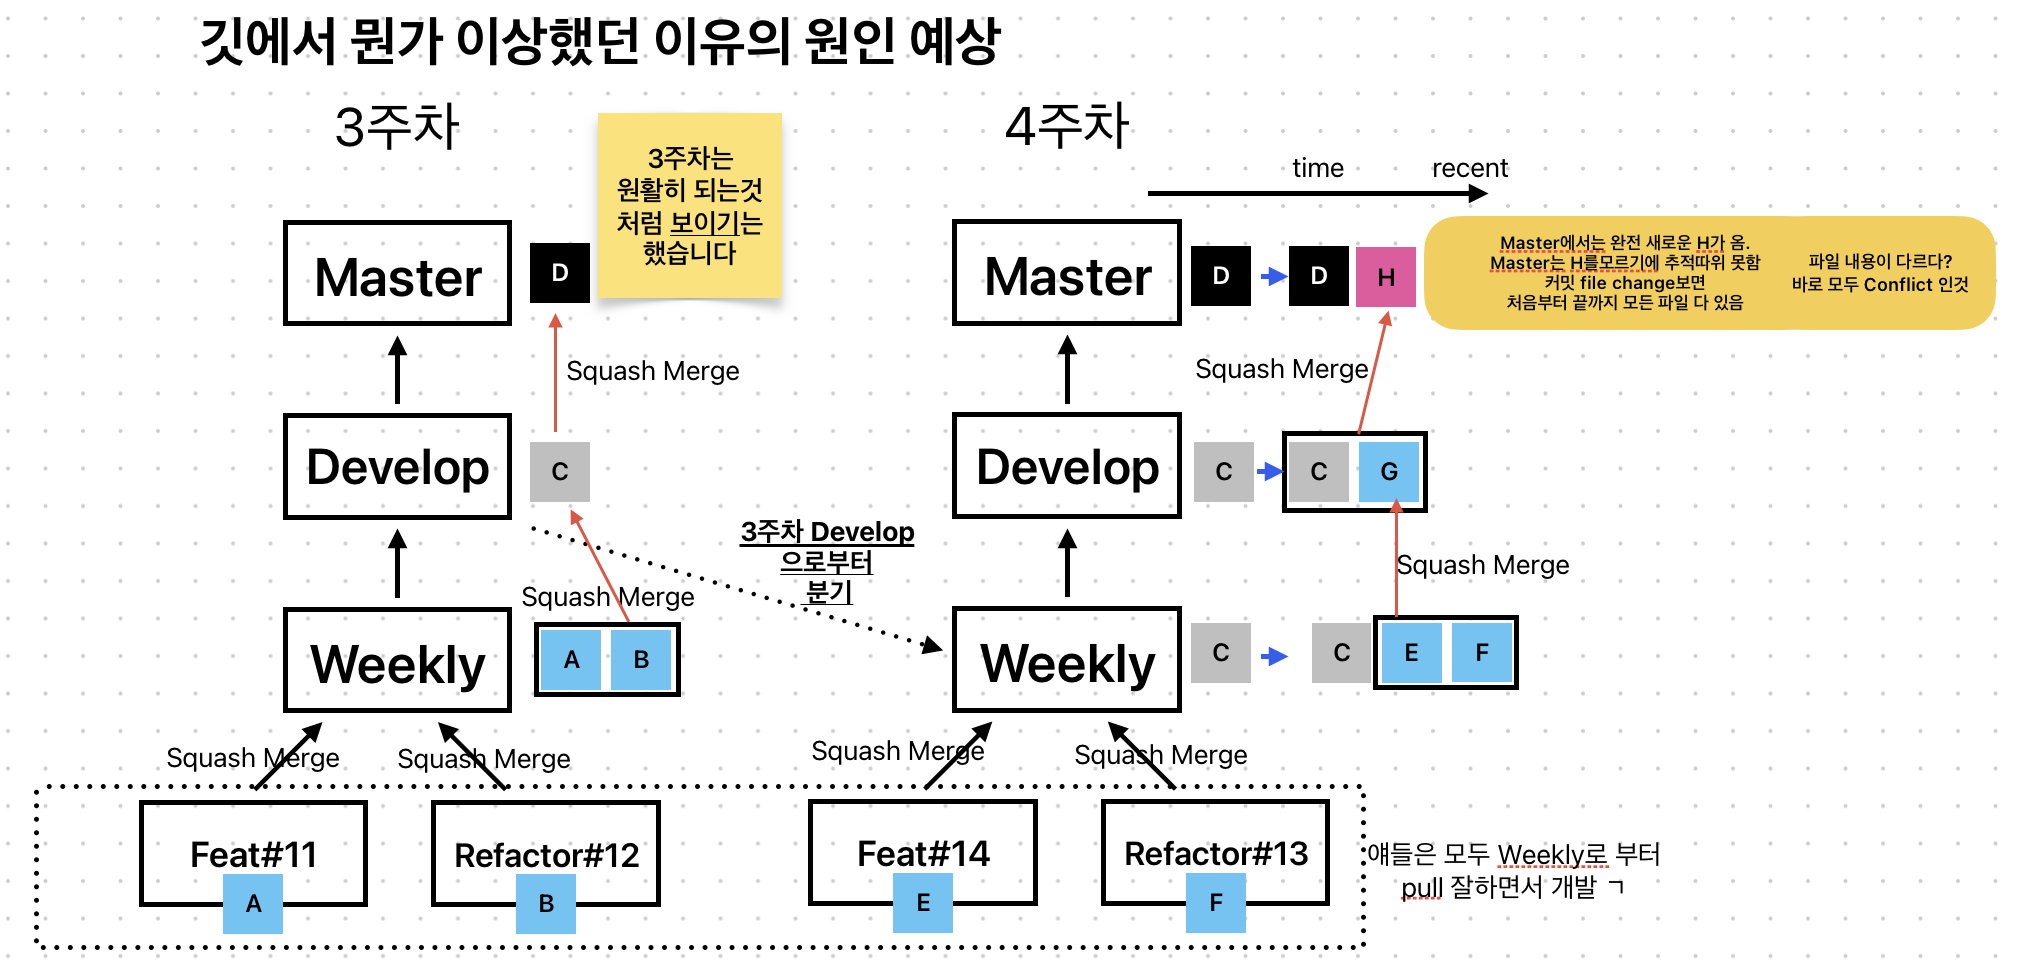 깃에서 뭔가 이상했던 이유의 원인 예상
3주차
3주차는
원활히 되는것
처럼 보이기는
했습니다
Master
D
Squash Merge
Develop
C
Squash Merge
Weekly
A
B
Squash Merge
Squash Merge
Feat#11
A
Refactor#12
B
3주차 Develop
으로부터
분기
4주차
time
recent
Master
D
D
H
Master에서는 완전 새로운 H가 옴.
Master는 H를모르기에 추적따위 못함
커밋 file change보면
처음부터 끝까지 모든 파일 다 있음
파일 내용이 다르다?
바로 모두 Conflict 인것
Squash Merge
Develop
C
C
G
Squash Merge
Weekly
C
C
E
F
Squash Merge
Squash Merge
Feat#14
E
Refactor#13
F
얘들은 모두 Weekly로 부터
pull 잘하면서 개발 ㄱ